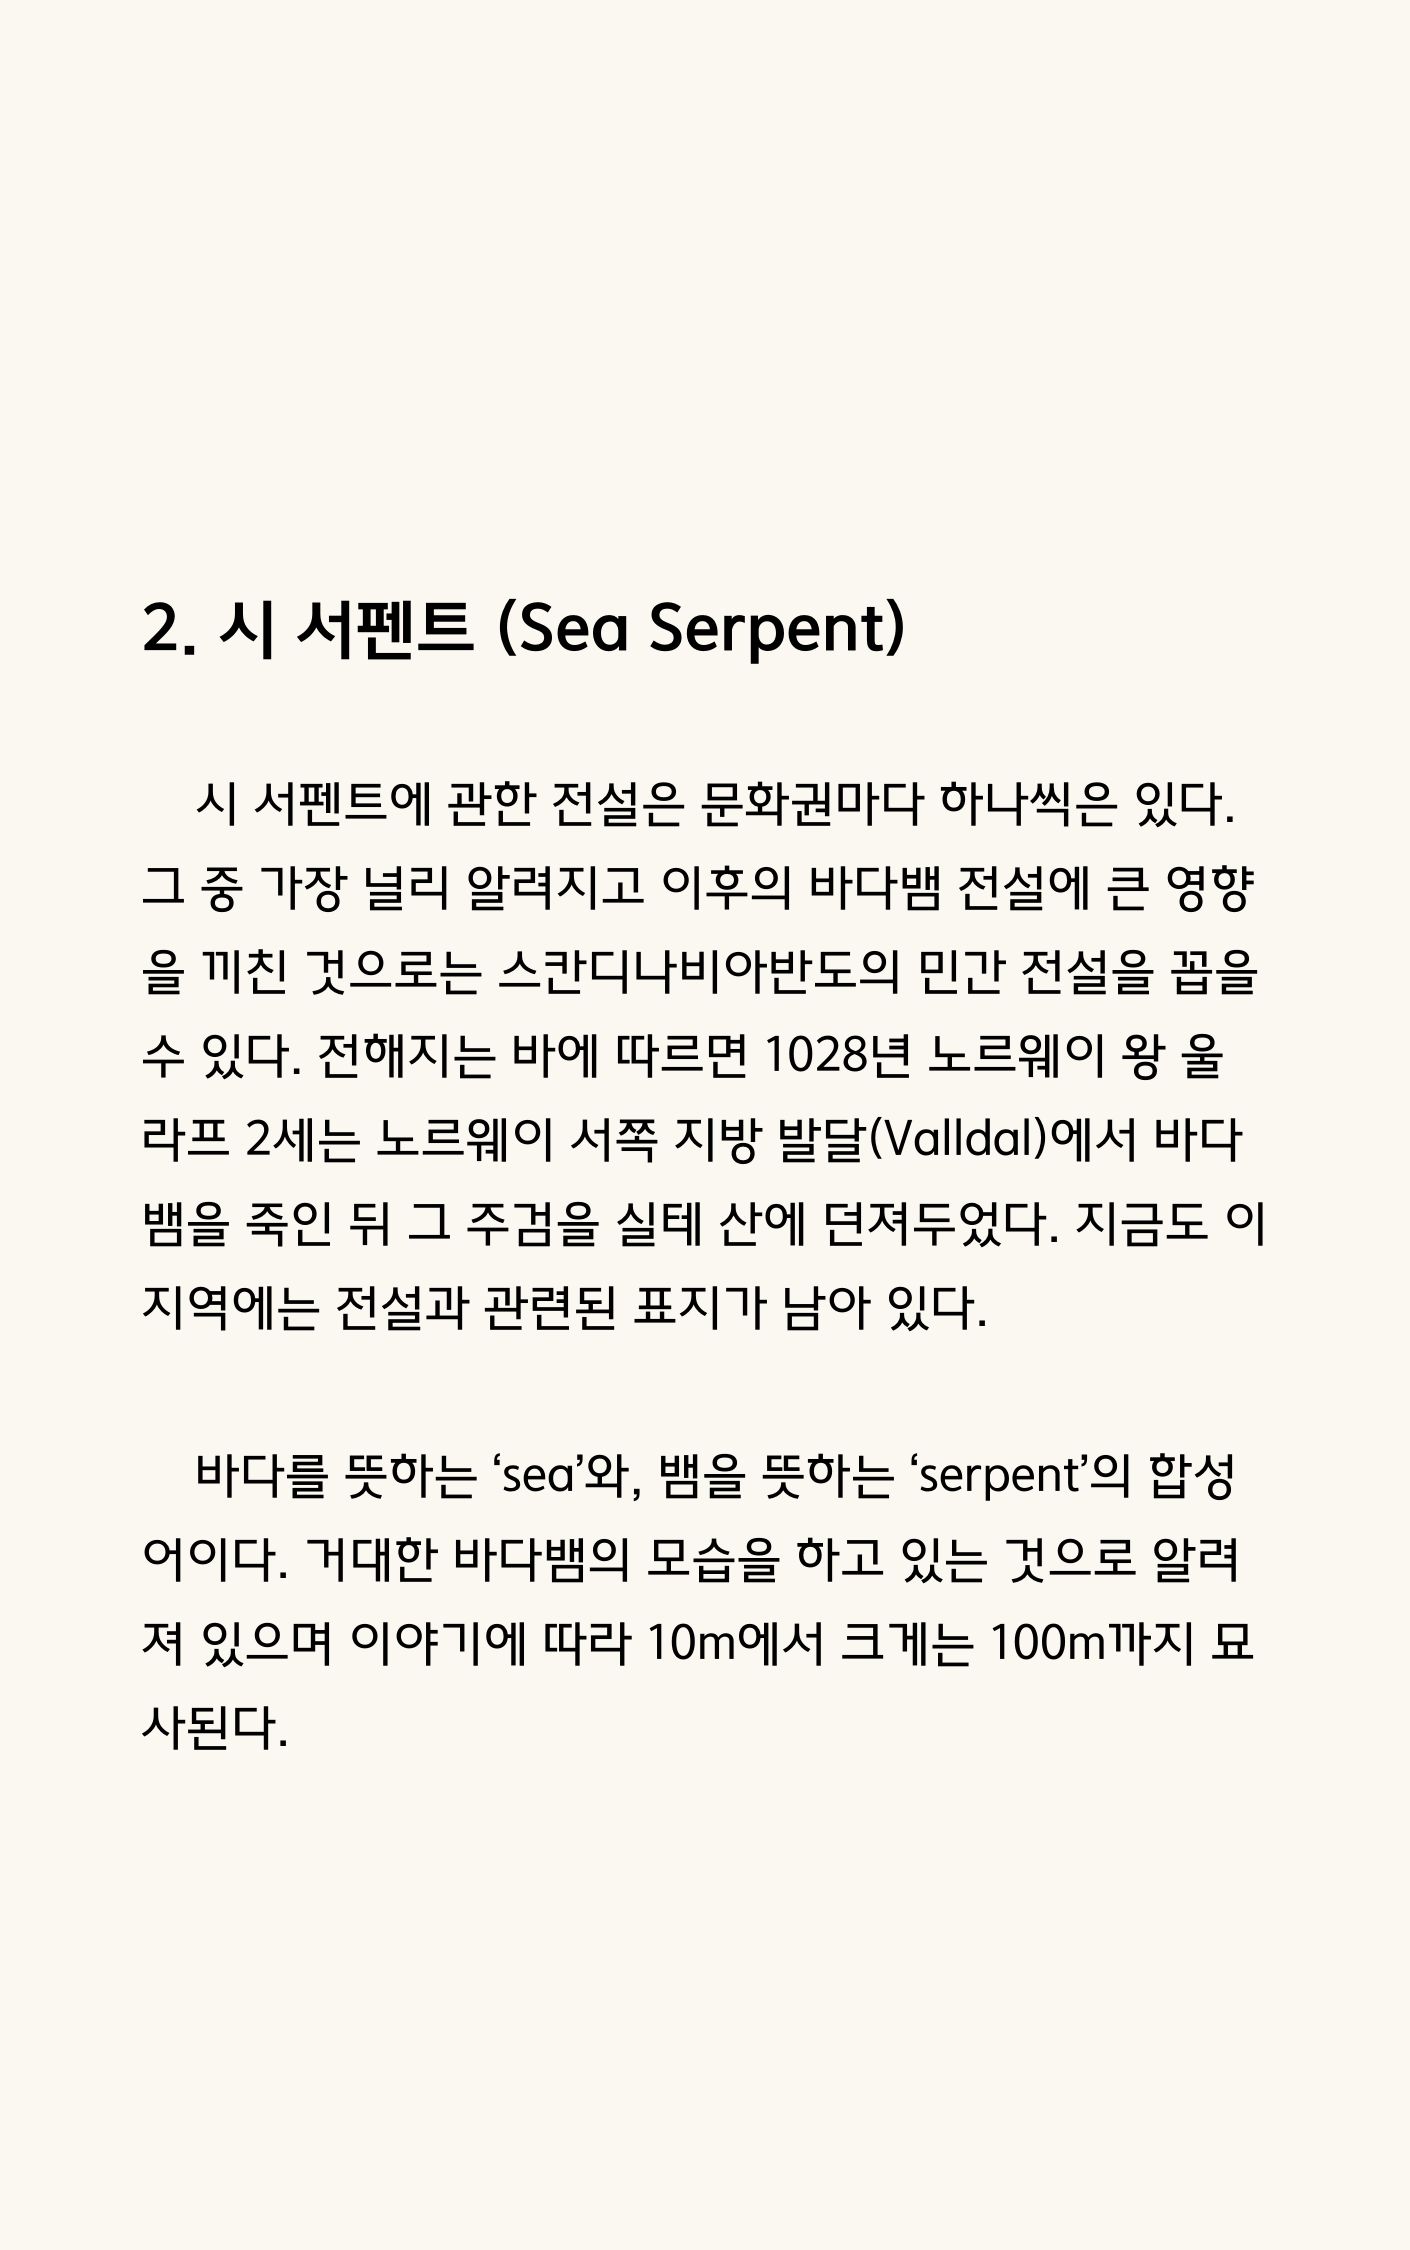 2. 시 서펜트 (Sea Serpent)
시 서펜트에 관한 전설은 문화권마다 하나씩은 있다.
그 중 가장 널리 알려지고 이후의 바다뱀 전설에 큰 영향
을 끼친 것으로는 스칸디나비아반도의 민간 전설을 꼽을
수 있다. 전해지는 바에 따르면 1028년 노르웨이 왕 울
라프 2세는 노르웨이 서쪽 지방 발달(Valldal)에서 바다
뱀을 죽인 뒤 그 주검을 실테 산에 던져두었다. 지금도 이
지역에는 전설과 관련된 표지가 남아 있다.
바다를 뜻하는 ‘sea’와, 뱀을 뜻하는 ‘serpent’의 합성
어이다. 거대한 바다뱀의 모습을 하고 있는 것으로 알려
져 있으며 이야기에 따라 10m에서 크게는 100m까지 묘
사된다.